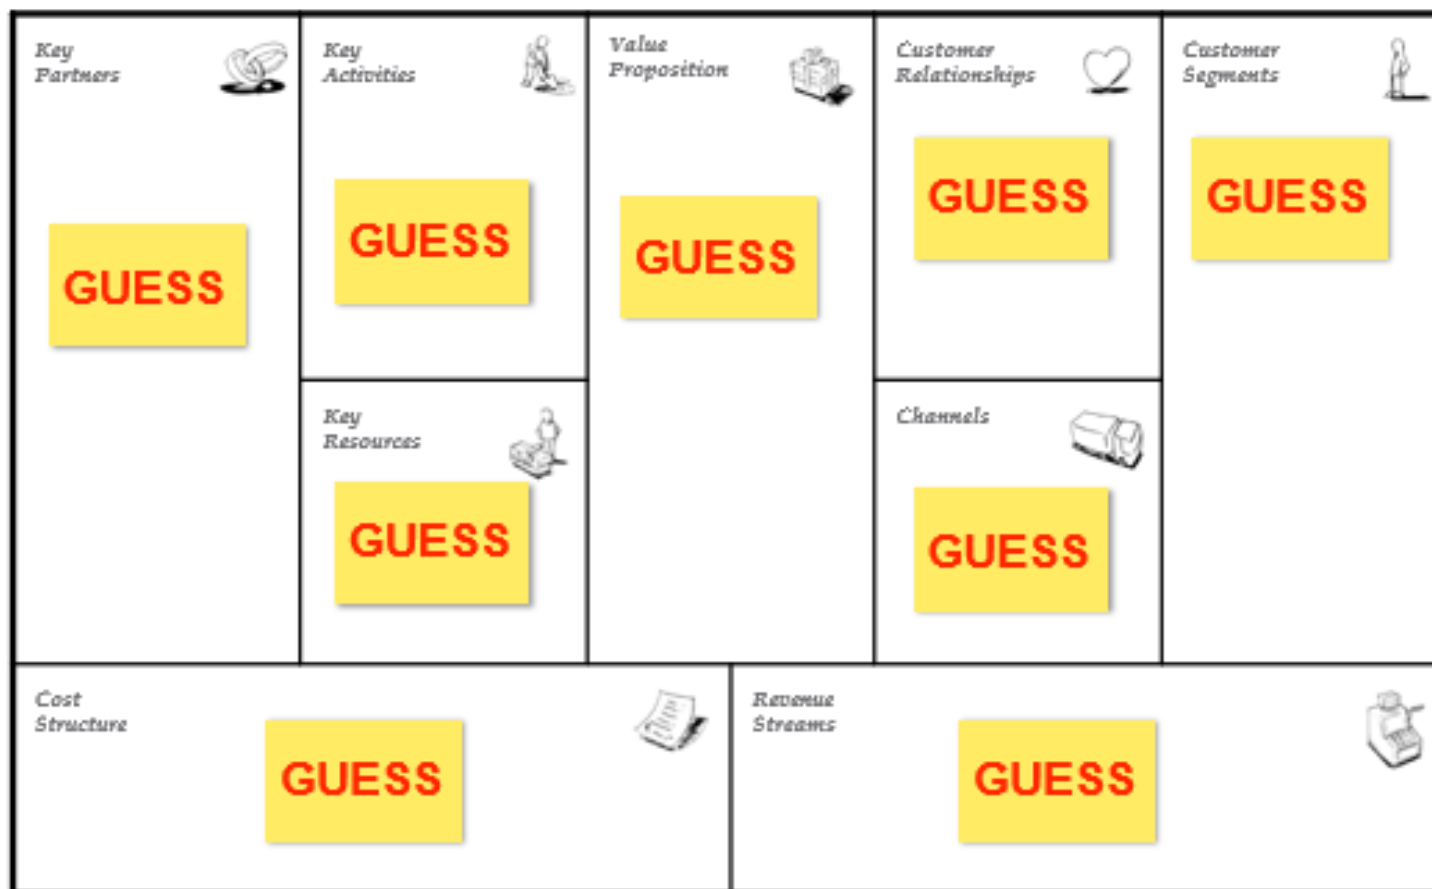 Key
Partners
GUESS
Key
Activities
GUESS
Key
Resources
GUESS
Value
Proposition
GUESS
Customer
Relationships
GUESS
Channels
GUESS
Customer
Segments
GUESS
Cost
Structure
GUESS
Revenue
Streams
GUESS